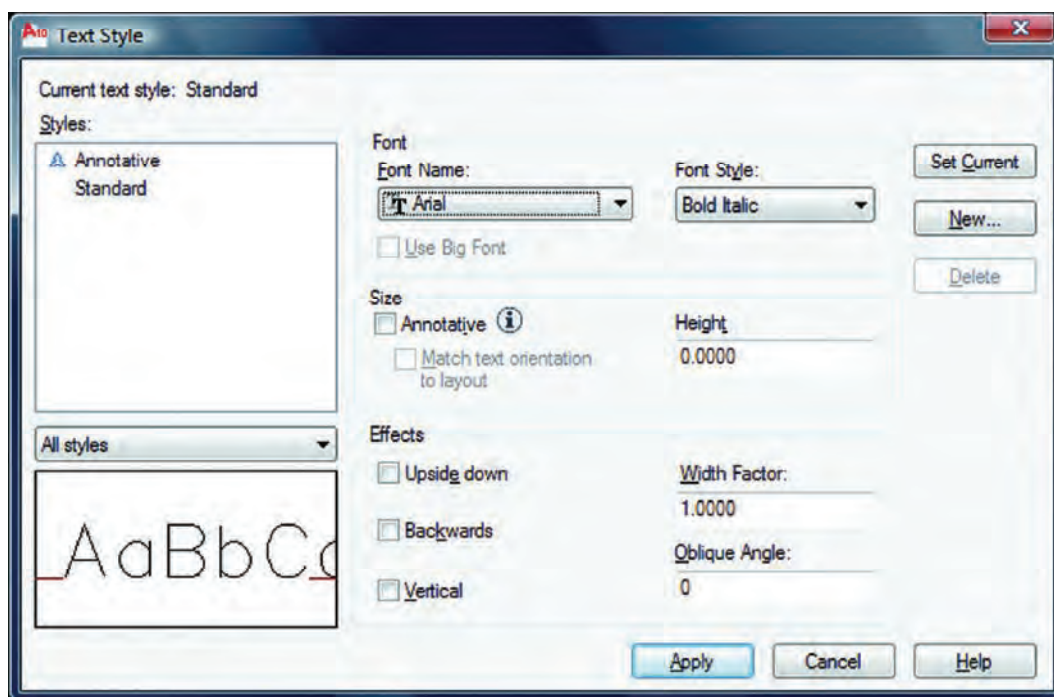 A10 Text Style
Current text style: Standard
Styles:
Annotative
Standard
All styles
AaBbC
Font
Font Name:
Arial
Use Big Font
Font Style:
Bold Italic
Size
Annotative
Match text orientation
to layout
Height
0.0000
Effects
Upside down
Backwards
Vertical
Width Factor:
1.0000
Oblique Angle:
0
Set Current
New...
Delete
Apply
Cancel
Help